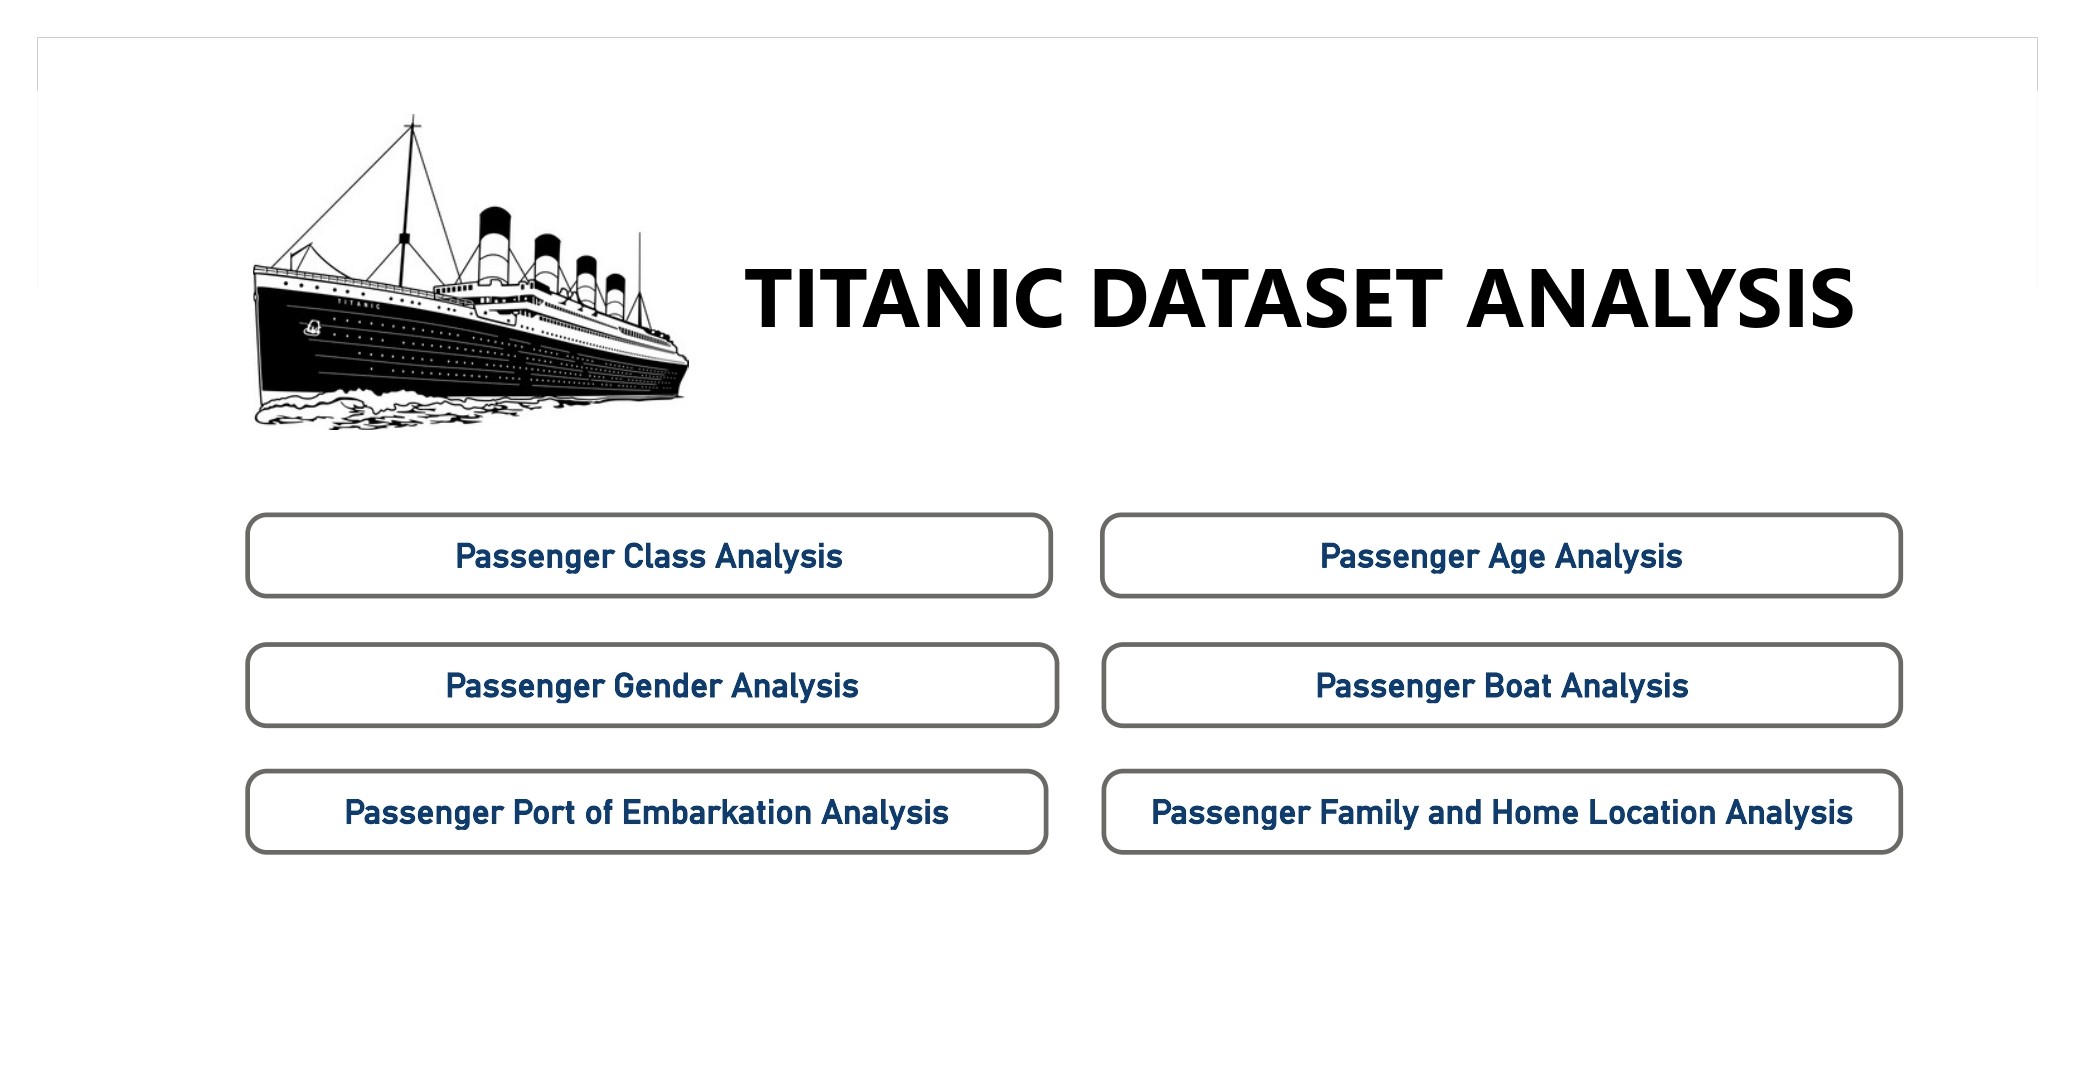 TITANIC
TITANIC DATASET ANALYSIS
Passenger Class Analysis
Passenger Age Analysis
Passenger Gender Analysis
Passenger Boat Analysis
Passenger Port of Embarkation Analysis
Passenger Family and Home Location Analysis